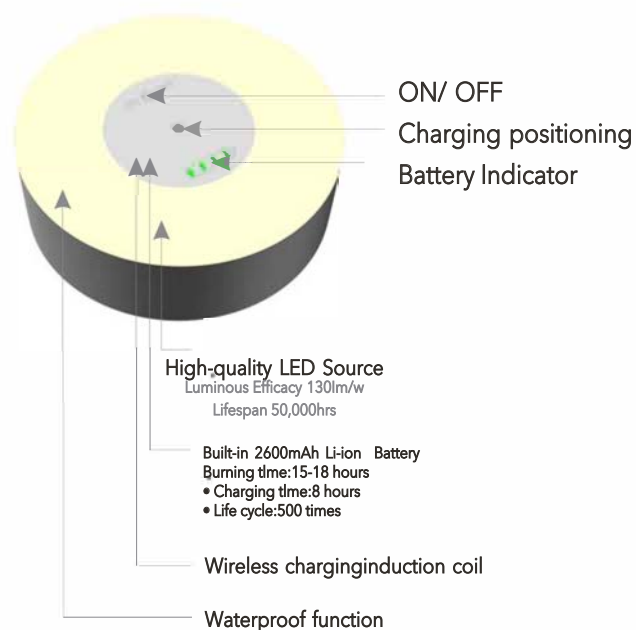 ON/ OFF
Charging positioning
Battery Indicator
High-quality LED Source
Luminous Efficacy 130lm/w
Lifespan 50,000hrs
Built-in 2600mAh Li-ion Battery
Burning tlme:15-18 hours
• Charging tlme:8 hours
• Life cycle:500 times
Wireless charginginduction coil
Waterproof function